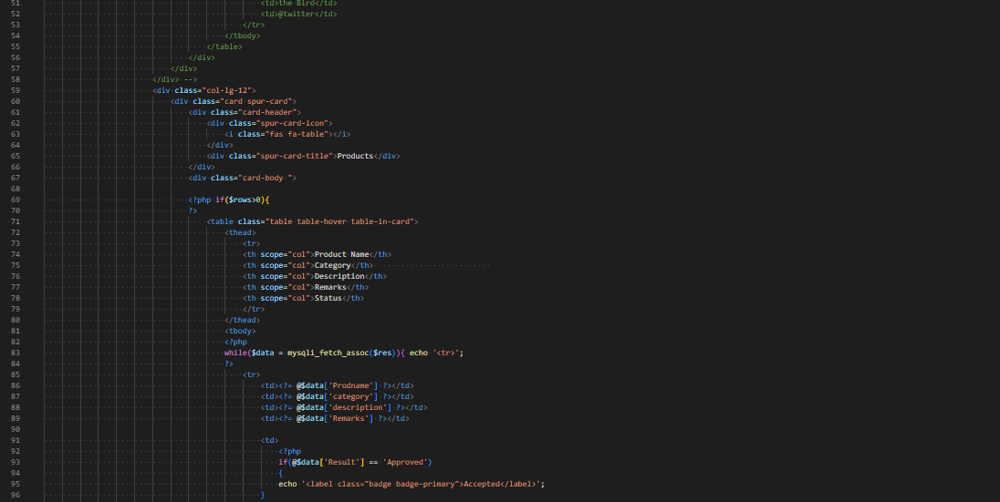 51 <td>the Bird</td>
52 <td>@twitter</td>
53 </tr>
54 </tbody>
55 </table>
56 </div>
57 </div>
58 </div> -->
59 <div class="col-lg-12">
60 <div class="card spur-card">
61 <div class="card-header">
62 <div class="spur-card-icon">
63 <i class="fas fa-table"></i>
64 </div>
65 <div class="spur-card-title">Products</div>
66 </div>
67 <div class="card-body ">
68
69 <?php if($rows>0){
70 ?>
71 <table class="table table-hover table-in-card">
72 <thead>
73 <tr>
74 <th scope="col">Product Name</th>
75 <th scope="col">Category</th>
76 <th scope="col">Description</th>
77 <th scope="col">Remarks</th>
78 <th scope="col">Status</th>
79 </tr>
80 </thead>
81 <tbody>
82 <?php
83 while($data = mysqli_fetch_assoc($res)){ echo '<tr>';
84 ?>
85 <tr>
86 <td><?= @$data['Prodname'] ?></td>
87 <td><?= @$data['category'] ?></td>
88 <td><?= @$data['description'] ?></td>
89 <td><?= @$data['Remarks'] ?></td>
90
91 <td>
92 <?php
93 if(@$data['Result'] == 'Approved')
94 {
95 echo '<label class="badge badge-primary">Accepted</label>';
96 }